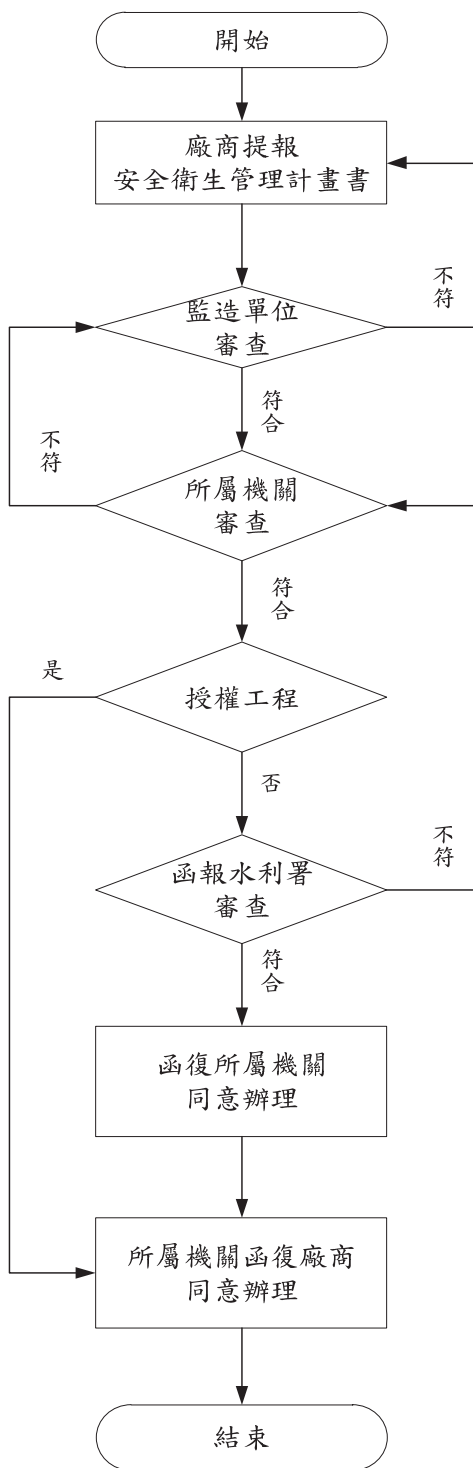 開始
廠商提報
安全衛生管理計畫書
不
符
監造單位
審查
符
合
不
符
所屬機關
審查
符
合
是
授權工程
否
不
符
函報水利署
審查
符
合
函復所屬機關
同意辦理
所屬機關函復廠商
同意辦理
結束